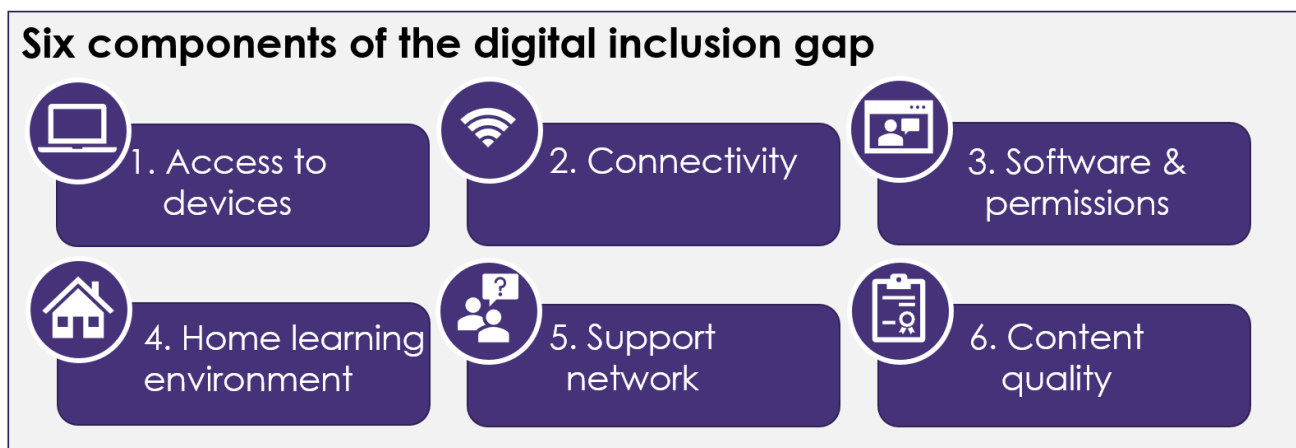 Six components of the digital inclusion gap
1. Access to
devices
2. Connectivity
3. Software &
permissions
4. Home learning
environment
?
5. Support
network
6. Content
quality